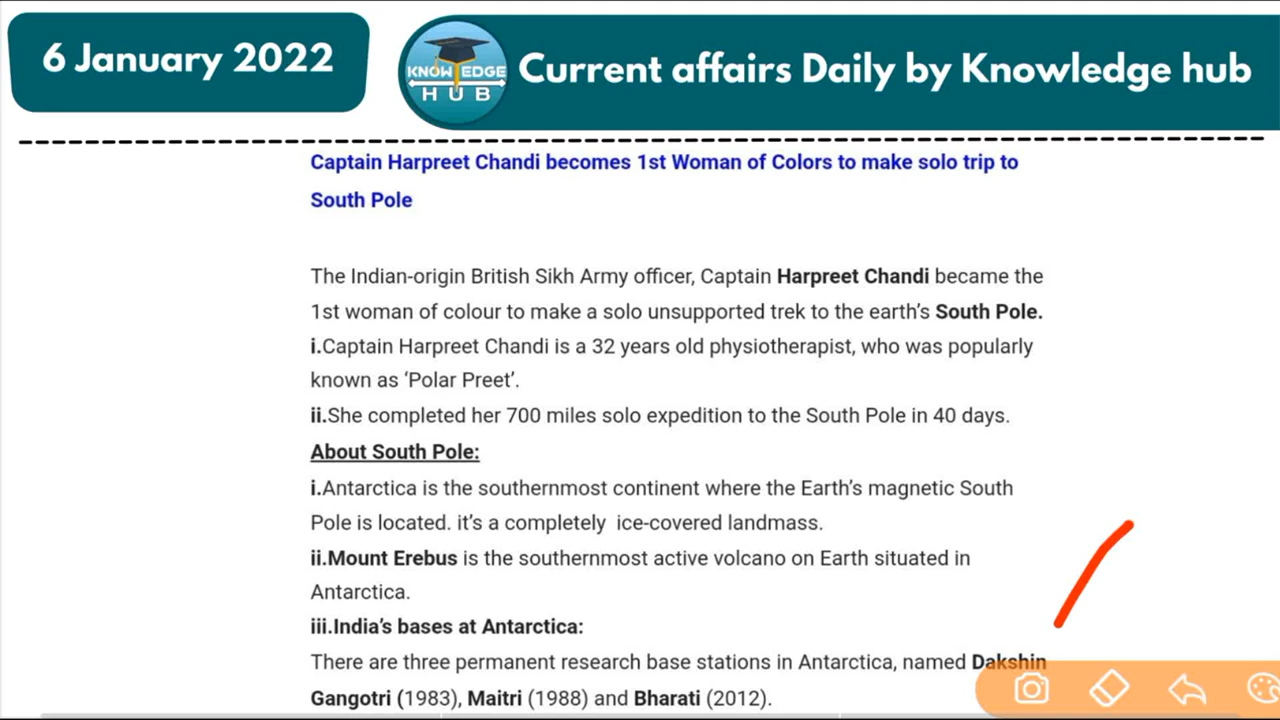 6 January 2022
KNOWLEDGE
HUB
Current affairs Daily by Knowledge hub
Captain Harpreet Chandi becomes 1st Woman of Colors to make solo trip to
South Pole
The Indian-origin British Sikh Army officer, Captain Harpreet Chandi became the
1st woman of colour to make a solo unsupported trek to the earth’s South Pole.
i.Captain Harpreet Chandi is a 32 years old physiotherapist, who was popularly
known as ‘Polar Preet’.
ii.She completed her 700 miles solo expedition to the South Pole in 40 days.
About South Pole:
i.Antarctica is the southernmost continent where the Earth’s magnetic South
Pole is located. it’s a completely  ice-covered landmass.
ii.Mount Erebus is the southernmost active volcano on Earth situated in
Antarctica.
iii.India’s bases at Antarctica:
There are three permanent research base stations in Antarctica, named Dakshin
Gangotri (1983), Maitri (1988) and Bharati (2012).